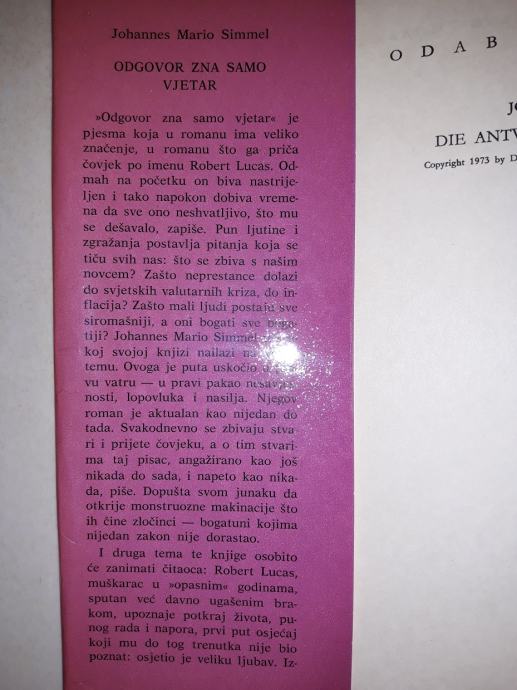 Johannes Mario Simmel
ODGOVOR ZNA SAMO
VJETAR
»Odgovor zna samo vjetar« je
pjesma koja u romanu ima veliko
značenje, u romanu što ga priča
čovjek po imenu Robert Lucas. Od-
mah na početku on biva nastrije-
ljen i tako napokon dobiva vreme-
na da sve ono neshvatljivo, što mu
se dešavalo, zapiše. Pun ljutine i
zgražanja postavlja pitanja koja se
tiču svih nas: što se zbiva s našim
novcem? Zašto neprestance dolazi
do svjetskih valutarnih kriza, do in-
flacija? Zašto mali ljudi postaju sve
siromašniji, a oni bogati sve boga-
tiji? Johannes Mario Simmel
koj svojoj knjizi nailazi na
temu. Ovoga je puta uskočio u
vu vatru — u pravi pakao nesavjes-
nosti, lopovluka i nasilja. Njegov
roman je aktualan kao nijedan do
tada. Svakodnevno se zbivaju stva-
ri i prijete čovjeku, a o tim stvari-
ma taj pisac, angažirano kao još
nikada do sada, i napeto kao nika-
da, piše. Dopušta svom junaku da
otkrije monstruozne makinacije što
ih čine zločinci — bogatuni kojima
nijedan zakon nije dorastao.
I druga tema te knjige osobito
će zanimati čitaoca: Robert Lucas,
muškarac u »opasnim« godinama,
sputan već davno ugašenim bra-
kom, upoznaje potkraj života, pu-
nog rada i napora, prvi put osjećaj
koji mu do tog trenutka nije bio
poznat: osjetio je veliku ljubav. Iz-
O D A B
JO
DIE ANTW
Copyright 1973 by D